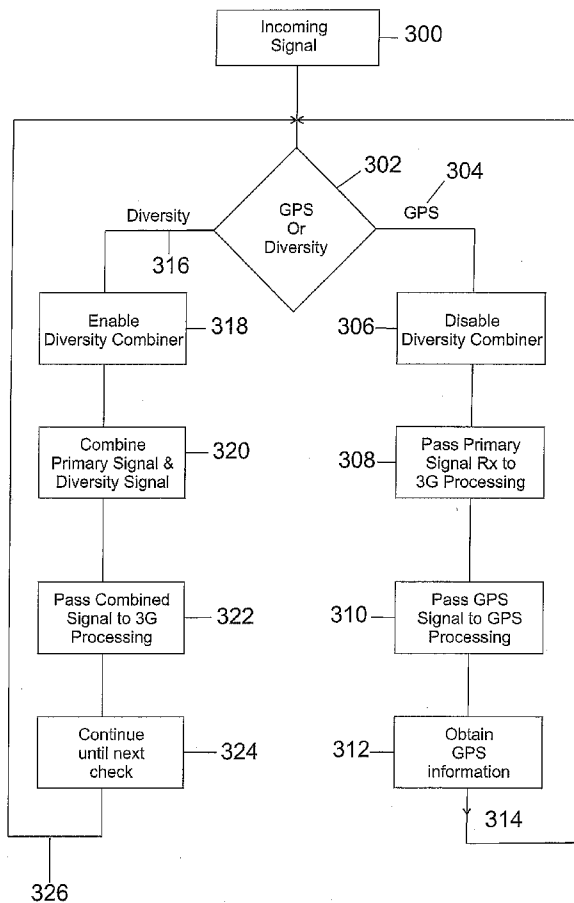 Incoming
Signal
300
302
304
GPS
Or
Diversity
Diversity
316
GPS
Enable
Diversity Combiner
318
306
Disable
Diversity Combiner
Combine
Primary Signal &
Diversity Signal
320
308
Pass Primary
Signal Rx to
3G Processing
Pass Combined
Signal to 3G
Processing
322
310
Pass GPS
Signal to GPS
Processing
Continue
until next
check
324
312
Obtain
GPS
information
314
326